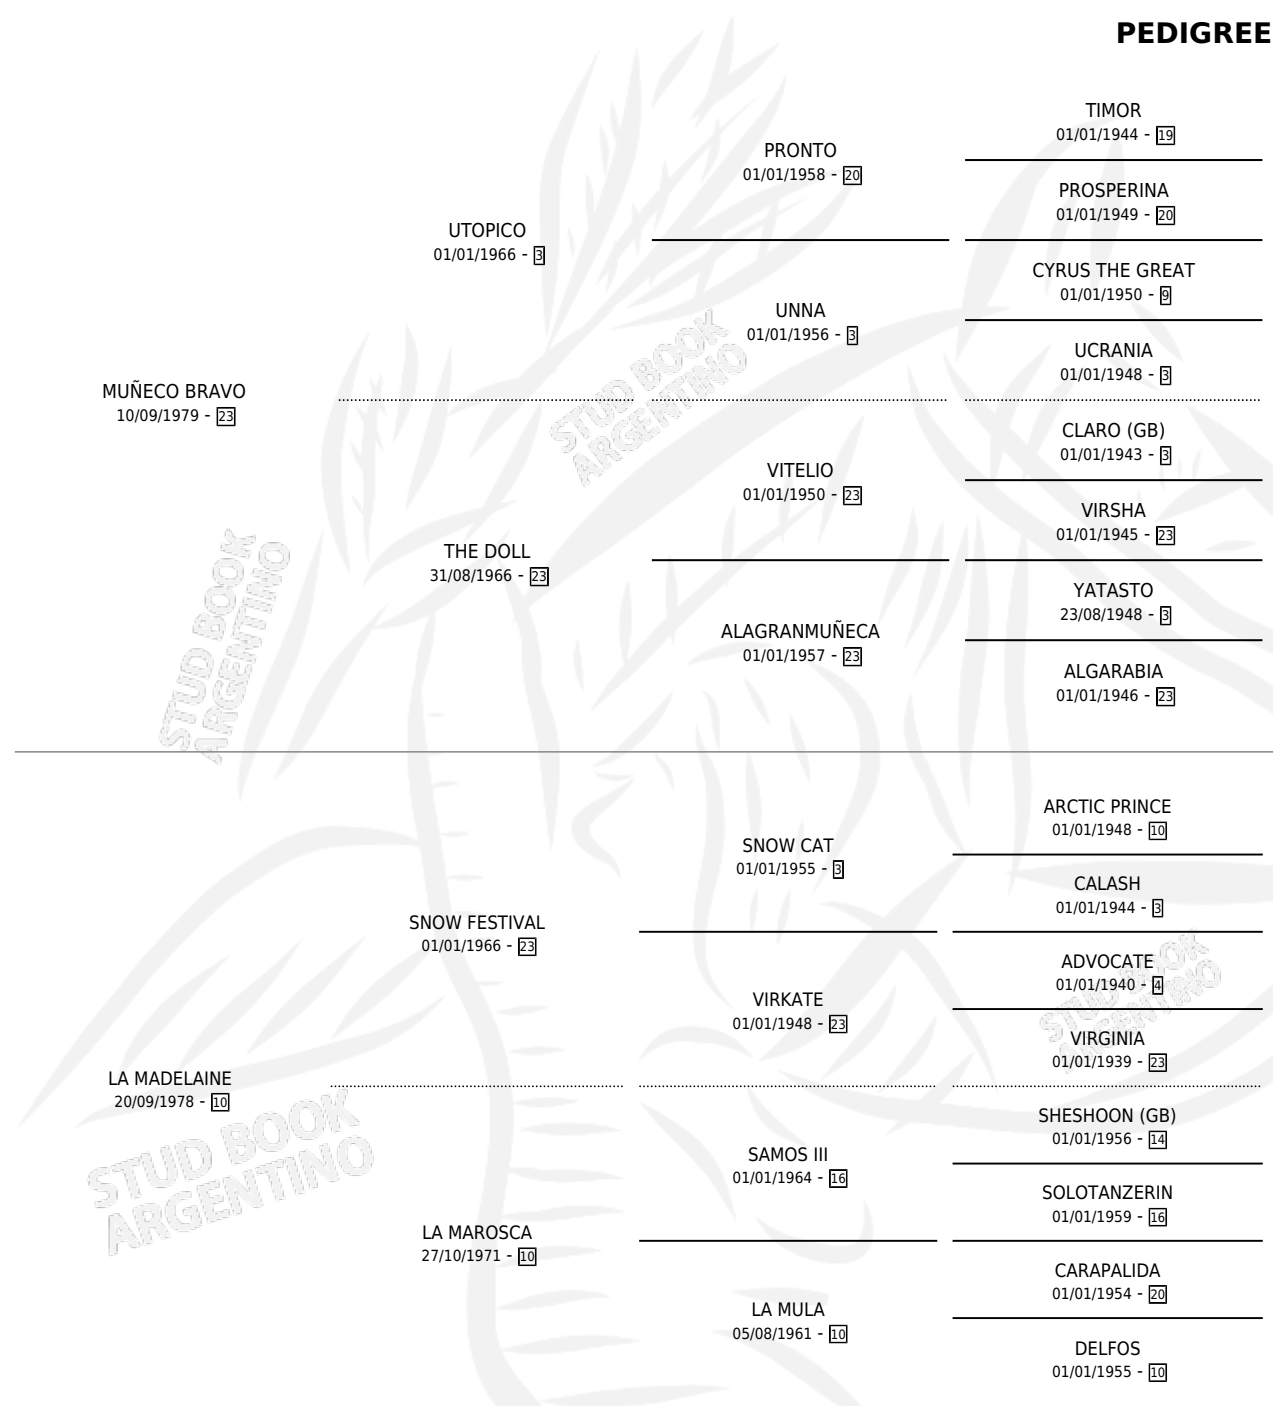 PEDIGREE
TIMOR
01/01/1944 - 19
PRONTO
01/01/1958 - 20
PROSPERINA
01/01/1949 - 20
UTOPICO
01/01/1966 - 3
CYRUS THE GREAT
01/01/1950 - 9
UNNA
01/01/1956 - 3
UCRANIA
01/01/1948 - 3
MUÑECO BRAVO
10/09/1979 - 23
CLARO (GB)
01/01/1943 - 3
VITELIO
01/01/1950 - 23
VIRSHA
01/01/1945 - 23
THE DOLL
31/08/1966 - 23
YATASTO
23/08/1948 - 3
ALAGRANMUÑECA
01/01/1957 - 23
ALGARABIA
01/01/1946 - 23
ARCTIC PRINCE
01/01/1948 - 10
SNOW CAT
01/01/1955 - 3
CALASH
01/01/1944 - 3
SNOW FESTIVAL
01/01/1966 - 23
ADVOCATE
01/01/1940 - 4
VIRKATE
01/01/1948 - 23
VIRGINIA
01/01/1939 - 23
LA MADELAINE
20/09/1978 - 10
SHESHOON (GB)
01/01/1956 - 14
SAMOS III
01/01/1964 - 16
SOLOTANZERIN
01/01/1959 - 16
LA MAROSCA
27/10/1971 - 10
CARAPALIDA
01/01/1954 - 20
LA MULA
05/08/1961 - 10
DELFOS
01/01/1955 - 10
STUD BOOK
ARGENTINO
STUD BOOK
ARGENTINO
STUD BOOK
ARGENTINO
STUD BOOK
ARGENTINO